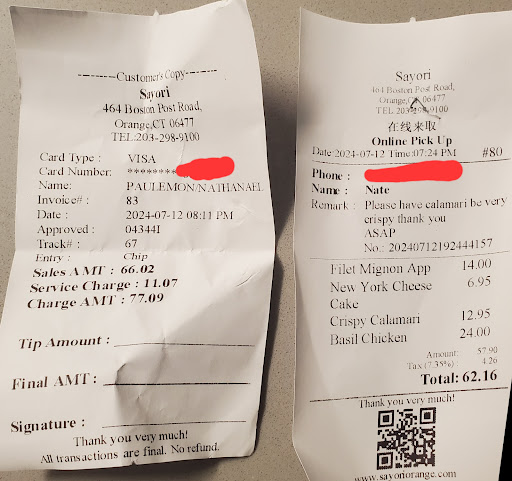 --------Customer's Copy--------
Sayori
464 Boston Post Road,
Orange,CT 06477
TEL:203-298-9100
Card Type : VISA
Card Number: ********
Name: PAULEMON/NATHANAEL
Invoice# : 83
Date : 2024-07-12 08:11 PM
Approved : 04344I
Track# : 67
Entry : Chip
Sales AMT : 66.02
Service Charge : 11.07
Charge AMT : 77.09
Tip Amount :
Final AMT :
Signature :
Thank you very much!
All transactions are final. No refund.
Sayori
464 Boston Post Road,
Orange,CT 06477
TEL:203-298-9100
在线来取
Online Pick Up
Date:2024-07-12 Time:07:24 PM #80
Phone :
Name : Nate
Remark : Please have calamari be very
crispy thank you
ASAP
No.: 20240712192444157
Filet Mignon App 14.00
New York Cheese 6.95
Cake
Crispy Calamari 12.95
Basil Chicken 24.00
Amount: 57.90
Tax (7.35%) : 4.26
Total: 62.16
Thank you very much!
www.sayoriorange.com